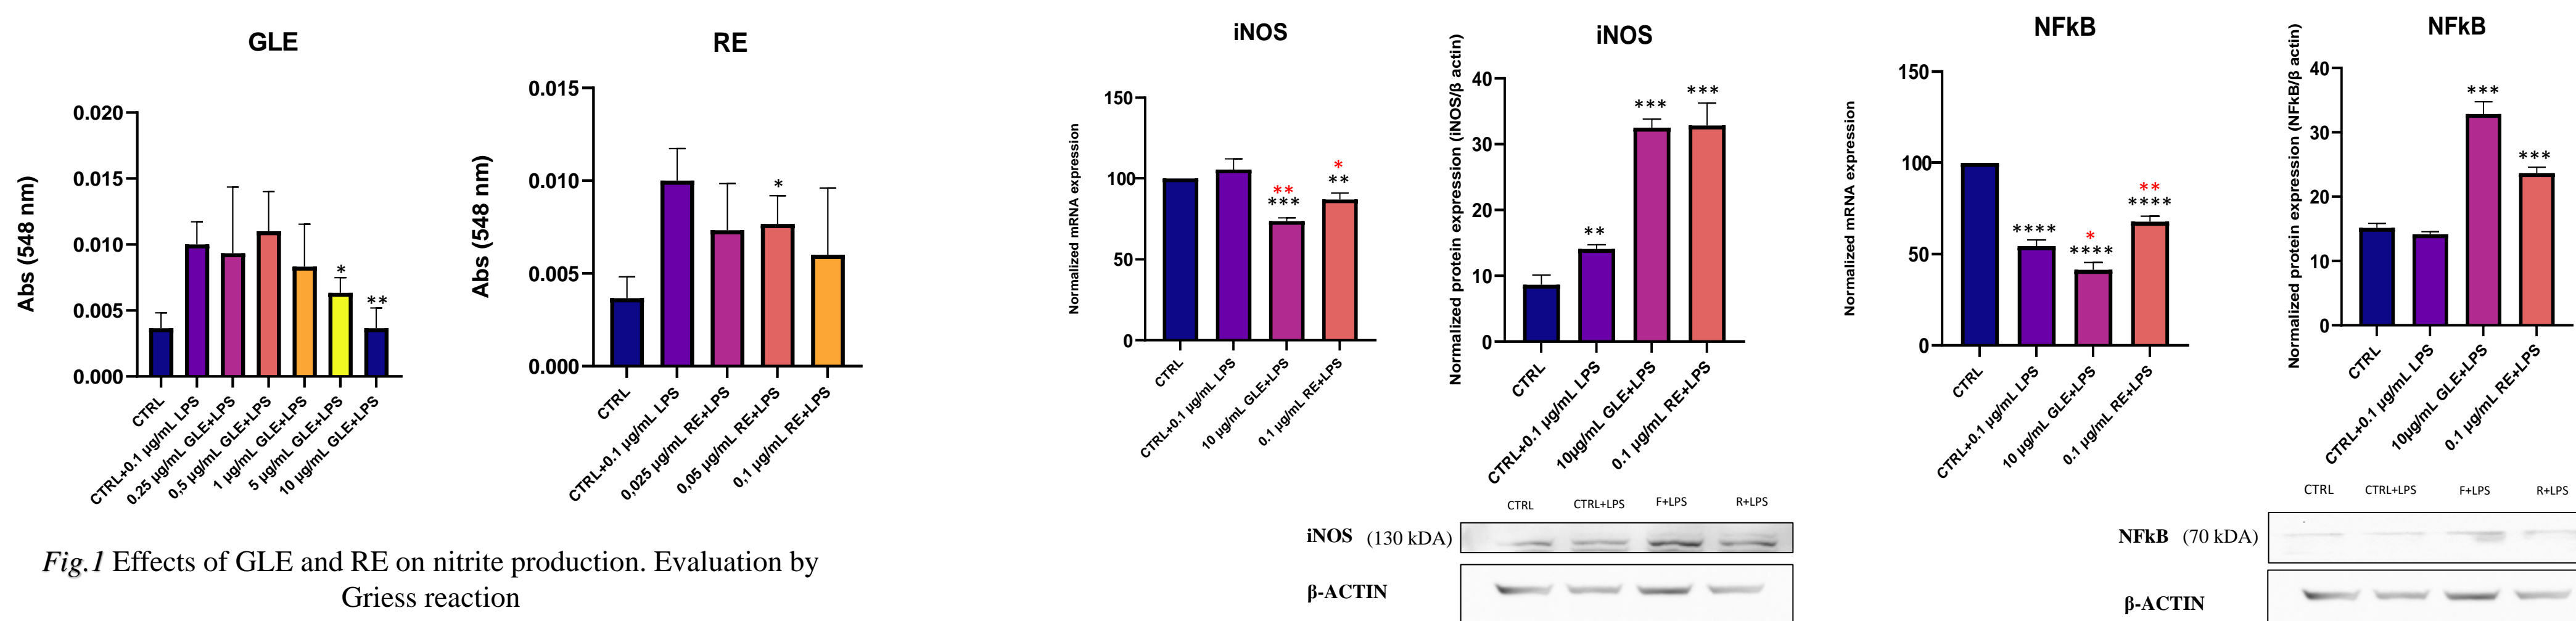 GLE
Abs (548 nm)
0.020
0.015
0.010
0.005
0.000
**
*
CTRL
CTRL+0.1 µg/mL LPS
0.25 µg/mL GLE+LPS
0,5 µg/mL GLE+LPS
1 µg/mL GLE+LPS
5 µg/mL GLE+LPS
10 µg/mL GLE+LPS
RE
Abs (548 nm)
0.015
0.010
0.005
0.000
*
CTRL
CTRL+0.1 µg/mL LPS
0,025 µg/mL RE+LPS
0,05 µg/mL RE+LPS
0,1 µg/mL RE+LPS
Fig.1 Effects of GLE and RE on nitrite production. Evaluation by
Griess reaction
iNOS
Normalized mRNA expression
150
100
50
0
**
***
*
**
CTRL
CTRL+0.1 µg/mL LPS
10 µg/mL GLE+LPS
0.1 µg/mL RE+LPS
iNOS
Normalized protein expression (iNOS/β actin)
40
30
20
10
0
**
***
***
CTRL
CTRL+0.1 µg/mL LPS
10µg/mL GLE+LPS
0.1 µg/mL RE+LPS
CTRL CTRL+LPS F+LPS R+LPS
iNOS (130 kDA)
β-ACTIN
NFkB
Normalized mRNA expression
150
100
50
0
****
*
****
**
****
CTRL
CTRL+0.1 µg/mL LPS
10 µg/mL GLE+LPS
0.1 µg/mL RE+LPS
NFkB
Normalized protein expression (NFkB/β actin)
40
30
20
10
0
***
***
CTRL
CTRL+0.1 µg/mL LPS
10µg/mL GLE+LPS
0.1 µg/mL RE+LPS
CTRL CTRL+LPS F+LPS R+LPS
NFkB (70 kDA)
β-ACTIN